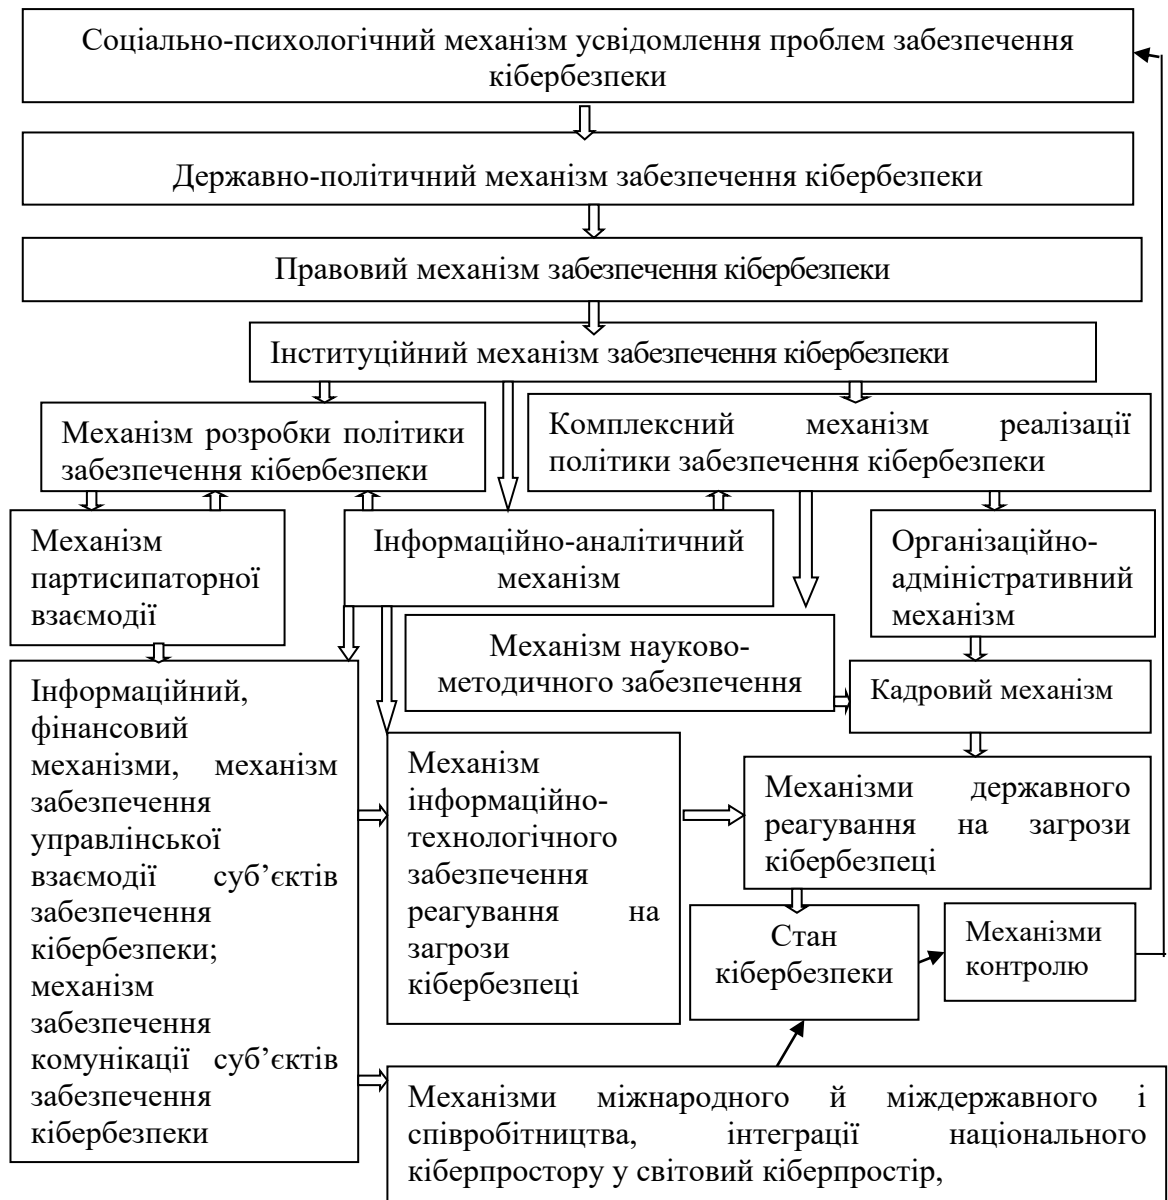 Соціально-психологічний механізм усвідомлення проблем забезпечення
кібербезпеки
Державно-політичний механізм забезпечення кібербезпеки
Правовий механізм забезпечення кібербезпеки
Інституційний механізм забезпечення кібербезпеки
Механізм розробки політики
забезпечення кібербезпеки
Комплексний механізм реалізації
політики забезпечення кібербезпеки
Механізм
партисипаторної
взаємодії
Інформаційно-аналітичний
механізм
Організаційно-
адміністративний
механізм
Механізм науково-
методичного забезпечення
Кадровий механізм
Інформаційний,
фінансовий
механізми, механізм
забезпечення
управлінської
взаємодії суб’єктів
забезпечення
кібербезпеки;
механізм
забезпечення
комунікації суб’єктів
забезпечення
кібербезпеки
Механізм
інформаційно-
технологічного
забезпечення
реагування на
загрози
кібербезпеці
Механізми державного
реагування на загрози
кібербезпеці
Стан
кібербезпеки
Механізми
контролю
Механізми міжнародного й міждержавного і
співробітництва, інтеграції національного
кіберпростору у світовий кіберпростір,